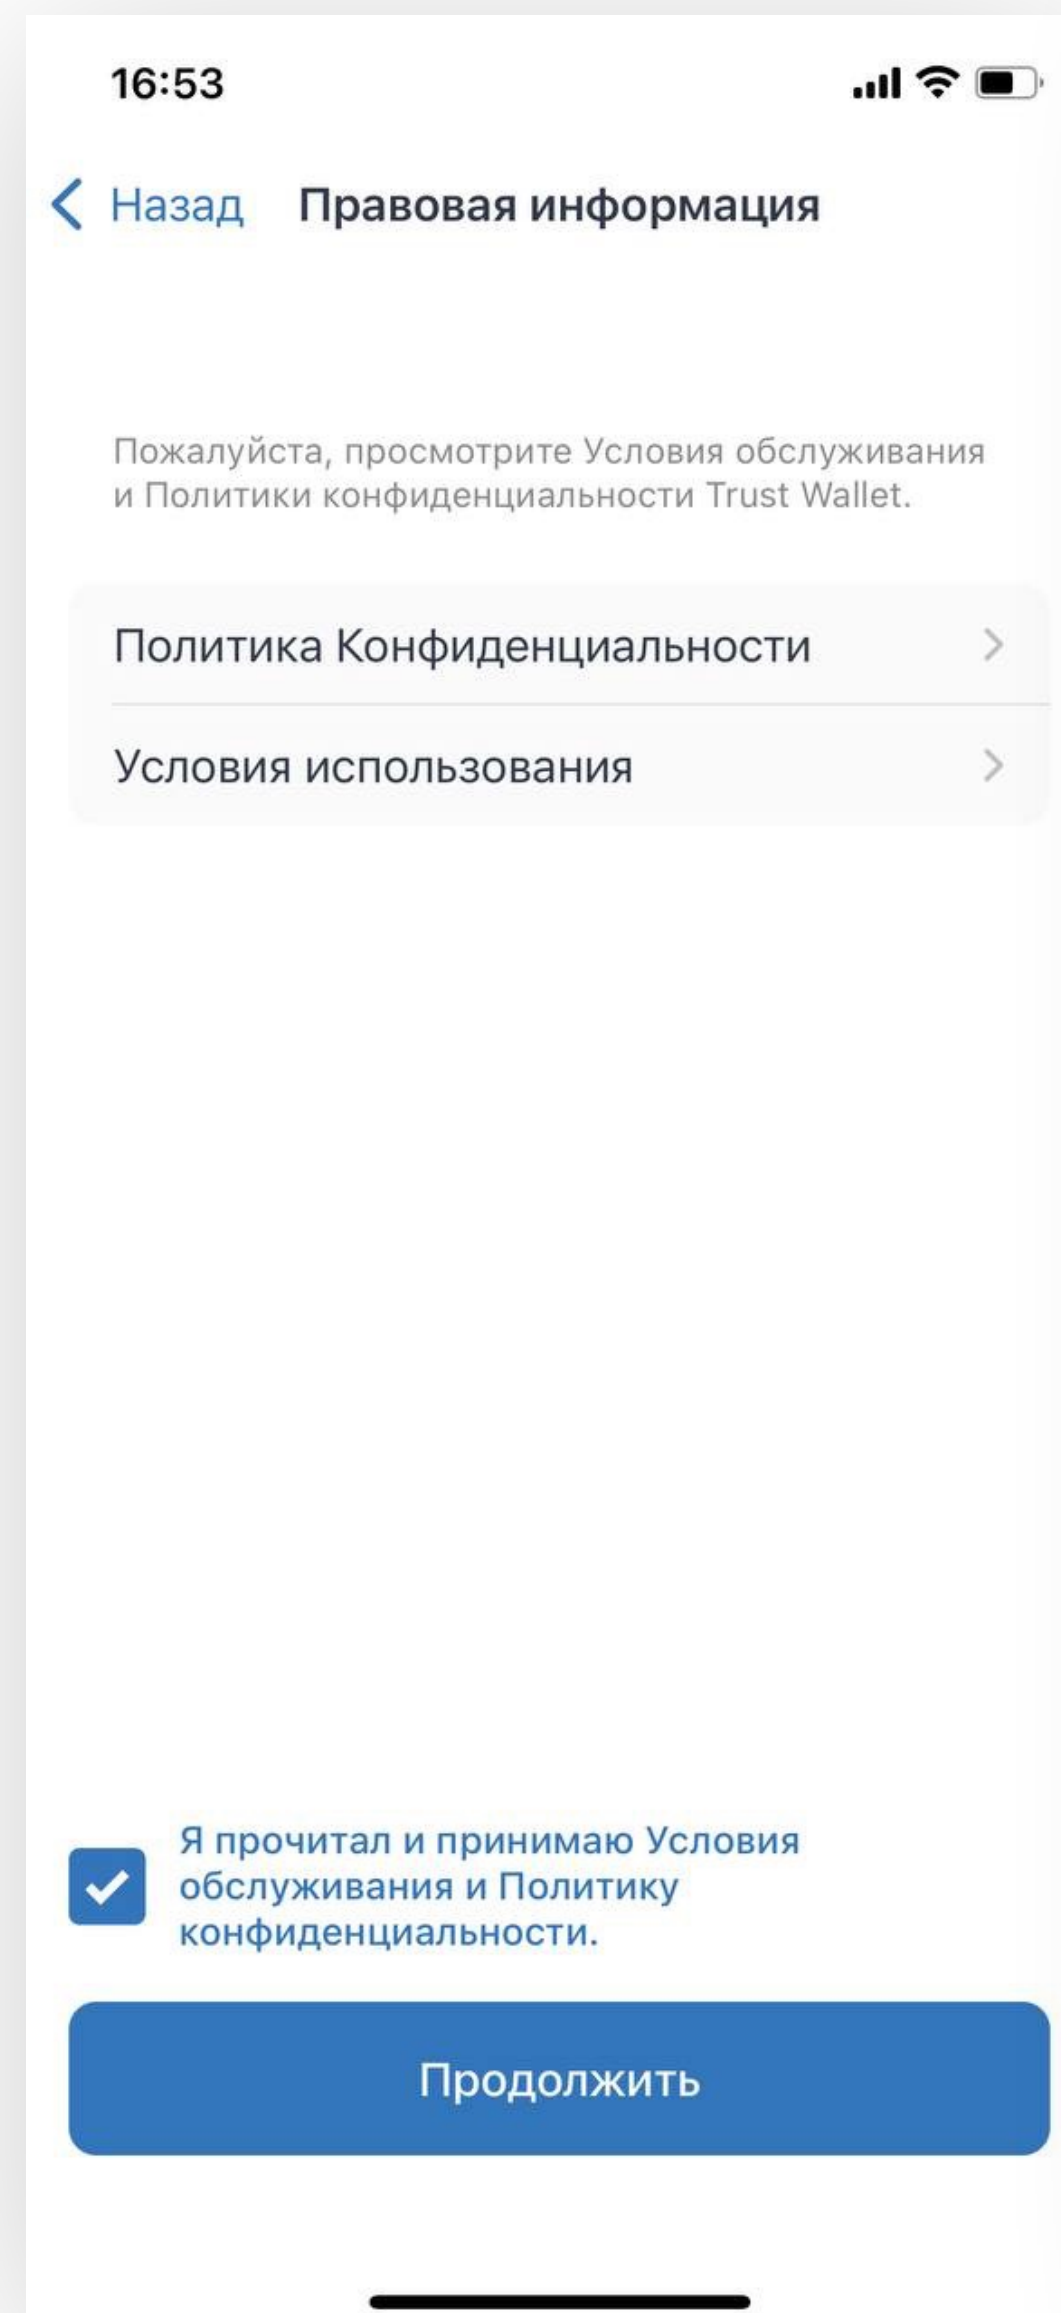 16:53
Назад Правовая информация
Пожалуйста, просмотрите Условия обслуживания
и Политики конфиденциальности Trust Wallet.
Политика Конфиденциальности
Условия использования
Я прочитал и принимаю Условия
обслуживания и Политику
конфиденциальности.
Продолжить